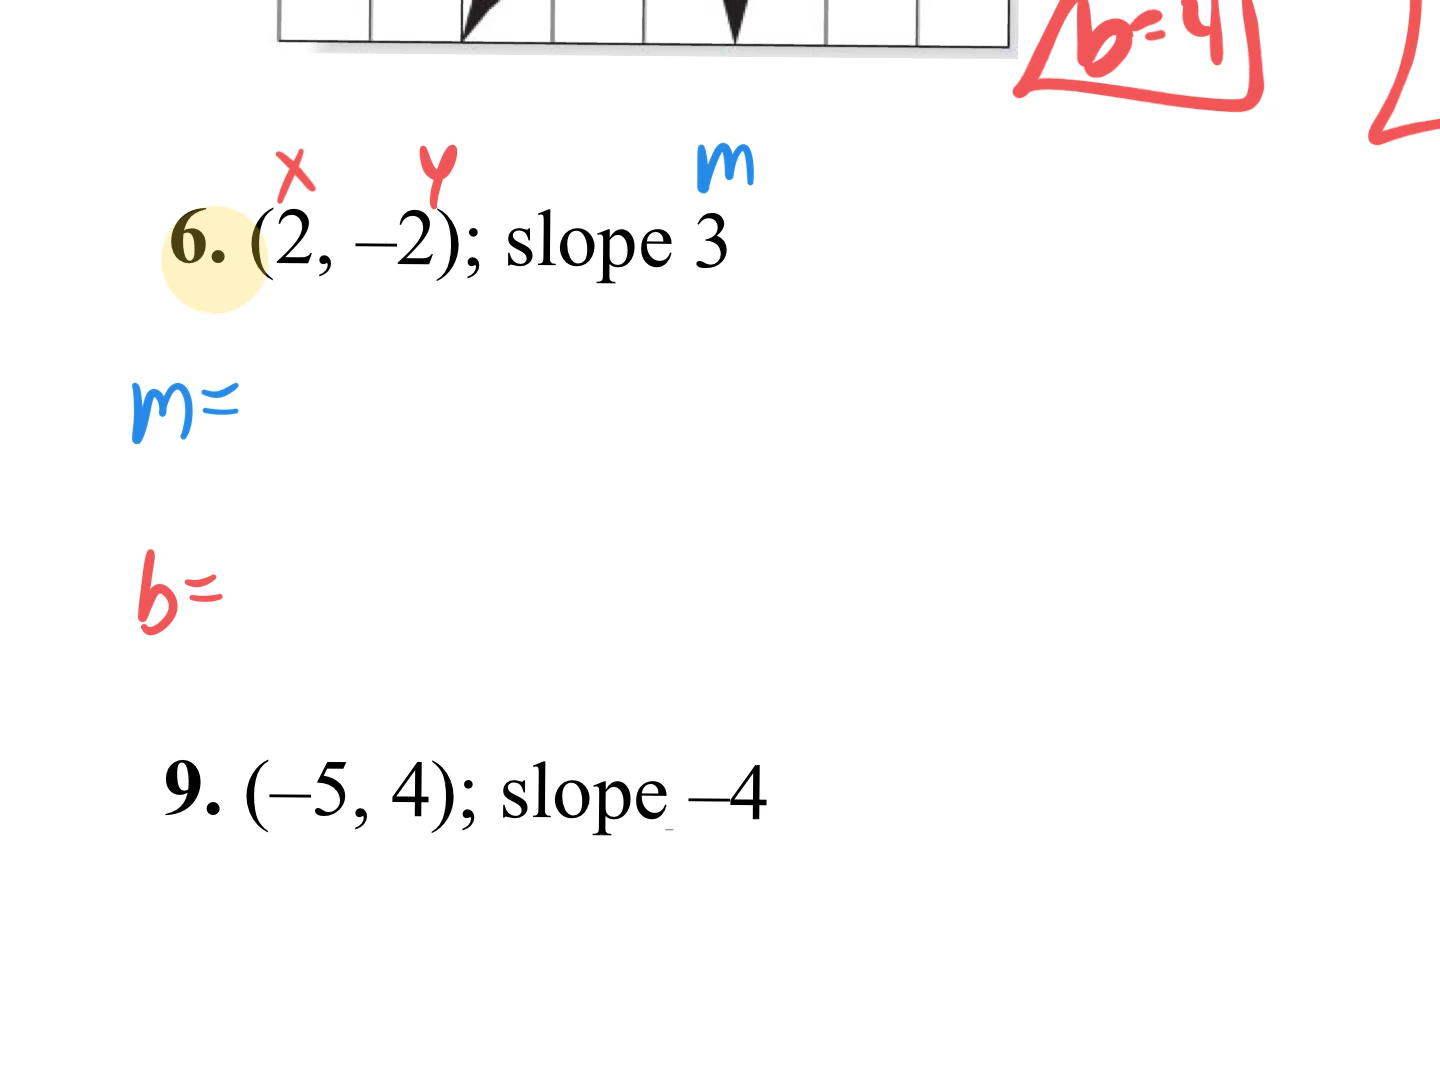 b=4
x y m
6. (2, –2); slope 3
m=
b=
9. (–5, 4); slope –4